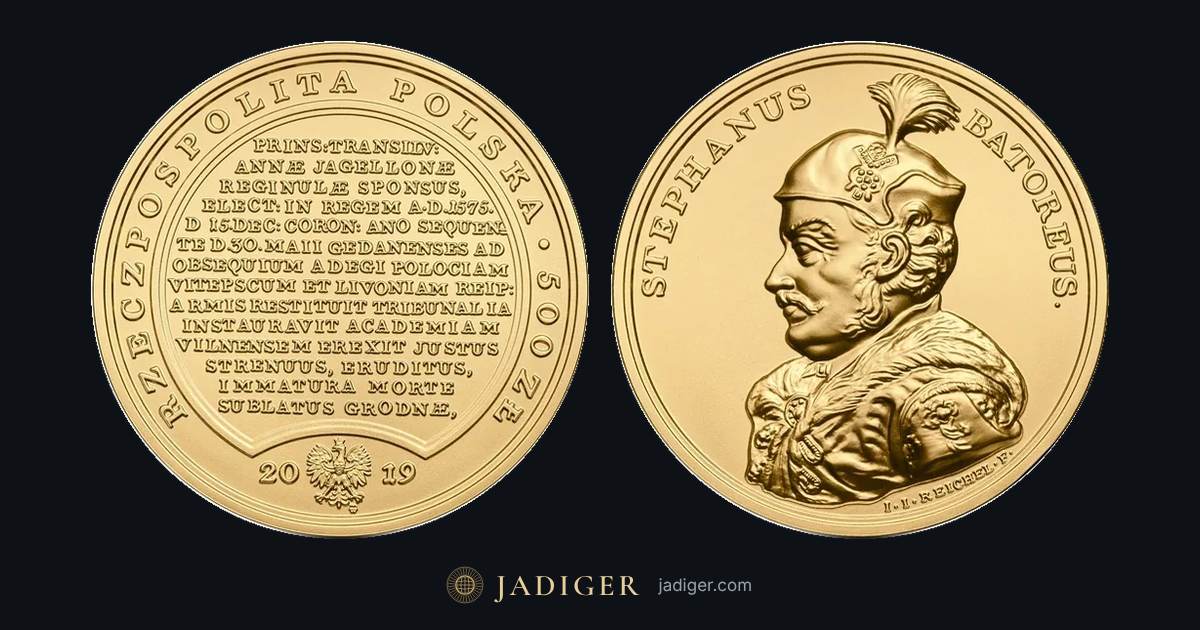 RZECZPOSPOLITA POLSKA · 500 ZŁ
PRINS:TRANSILV:
ANNÆ JAGELLONÆ
REGINULÆ SPONSUS,
ELECT: IN REGEM A·D.1575.
D 15.DEC: CORON: ANO SEQUEN:
TE D.30. MAII GEDANENSES AD
OBSEQUIUM ADEGI POLOCIAM
VITEPSCUM ET LIVONIAM REIP:
ARMIS RESTITUIT TRIBUNALIA
INSTAURAVIT ACADEMIAM
VILNENSEM EREXIT JUSTUS
STRENUUS, ERUDITUS,
IMMATURA MORTE
SUBLATUS GRODNÆ,
20 19
STEPHANUS BATOREUS.
I·I·REICHEL·F·
JADIGER jadiger.com